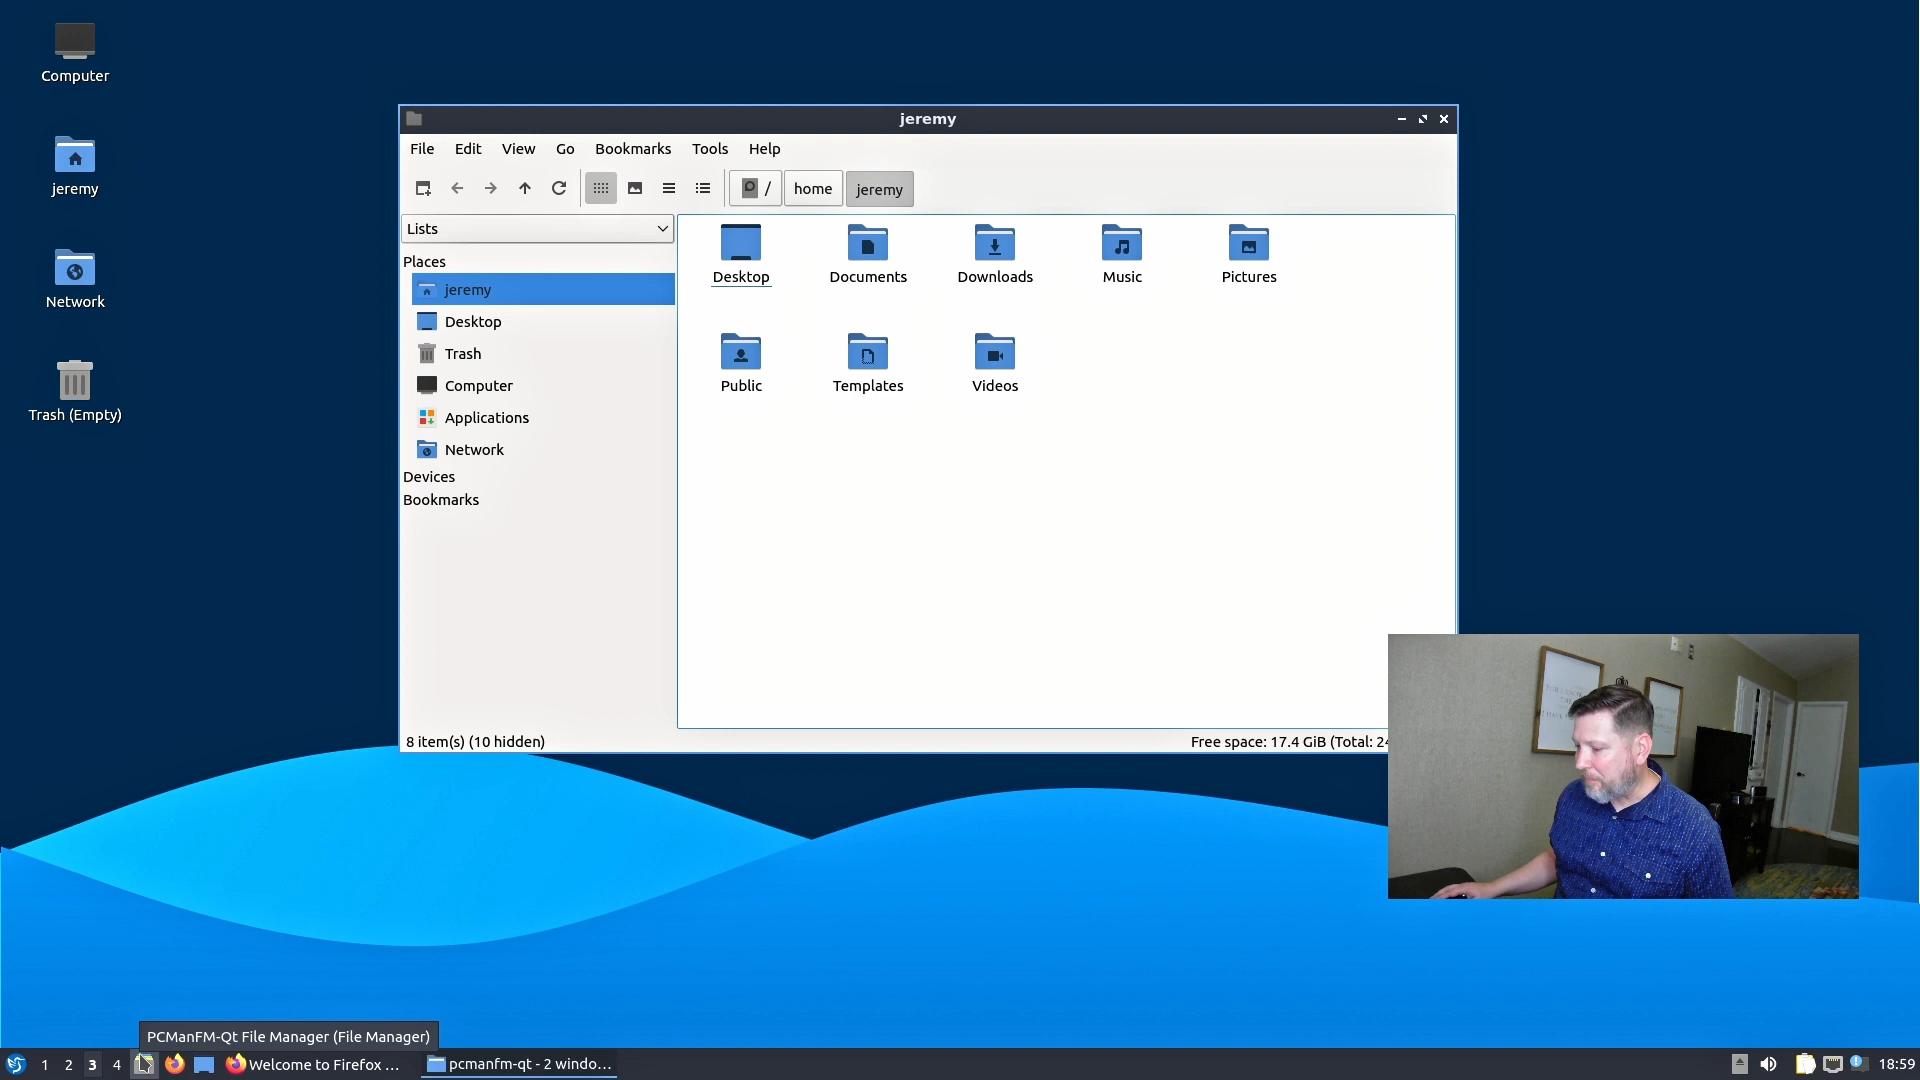 Computer
jeremy
Network
Trash (Empty)
jeremy
File Edit View Go Bookmarks Tools Help
/ home jeremy
Lists
Places
jeremy
Desktop
Trash
Computer
Applications
Network
Devices
Bookmarks
Desktop Documents Downloads Music Pictures
Public Templates Videos
8 item(s) (10 hidden)
Free space: 17.4 GiB (Total: 24
PCManFM-Qt File Manager (File Manager)
1 2 3 4 Welcome to Firefox ... pcmanfm-qt - 2 windo... 18:59